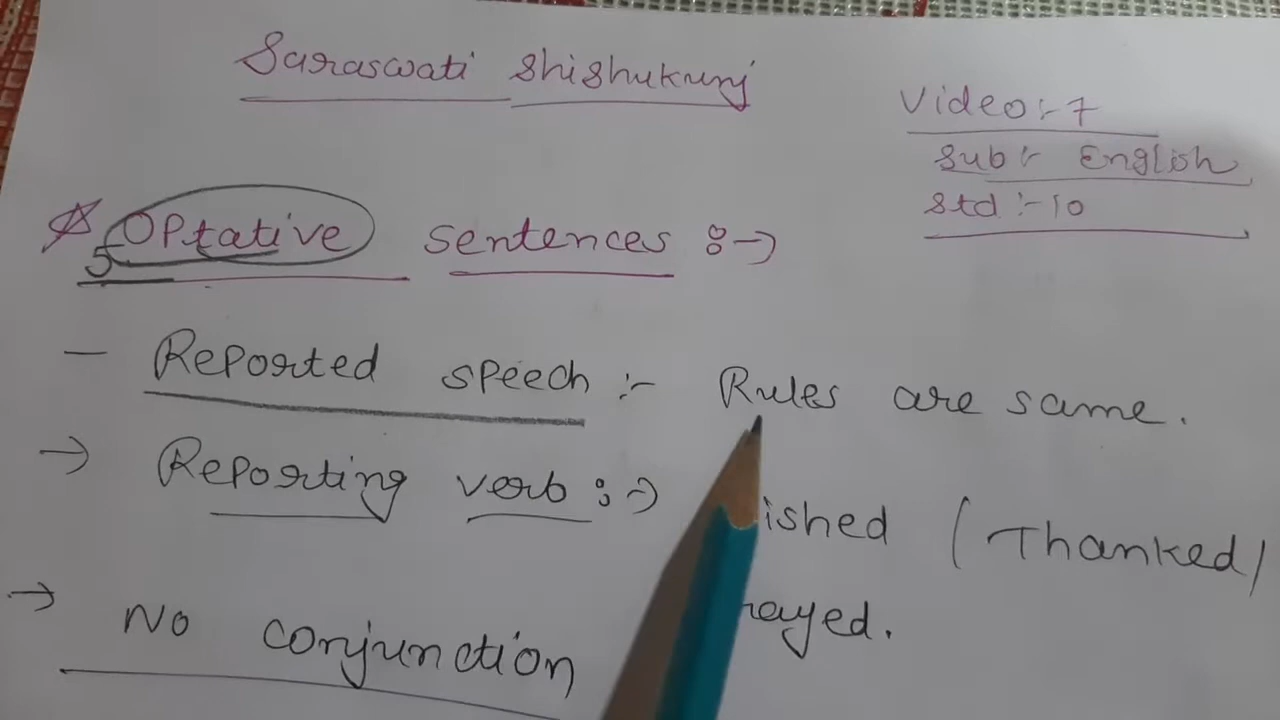 Saraswati Shishukunj
Video :- 7
Sub :- English
Std :- 10
5 Optative sentences :→
- Reported speech :- Rules are same.
→ Reporting verb :→ ished (Thanked/
rayed.
→ No conjunction